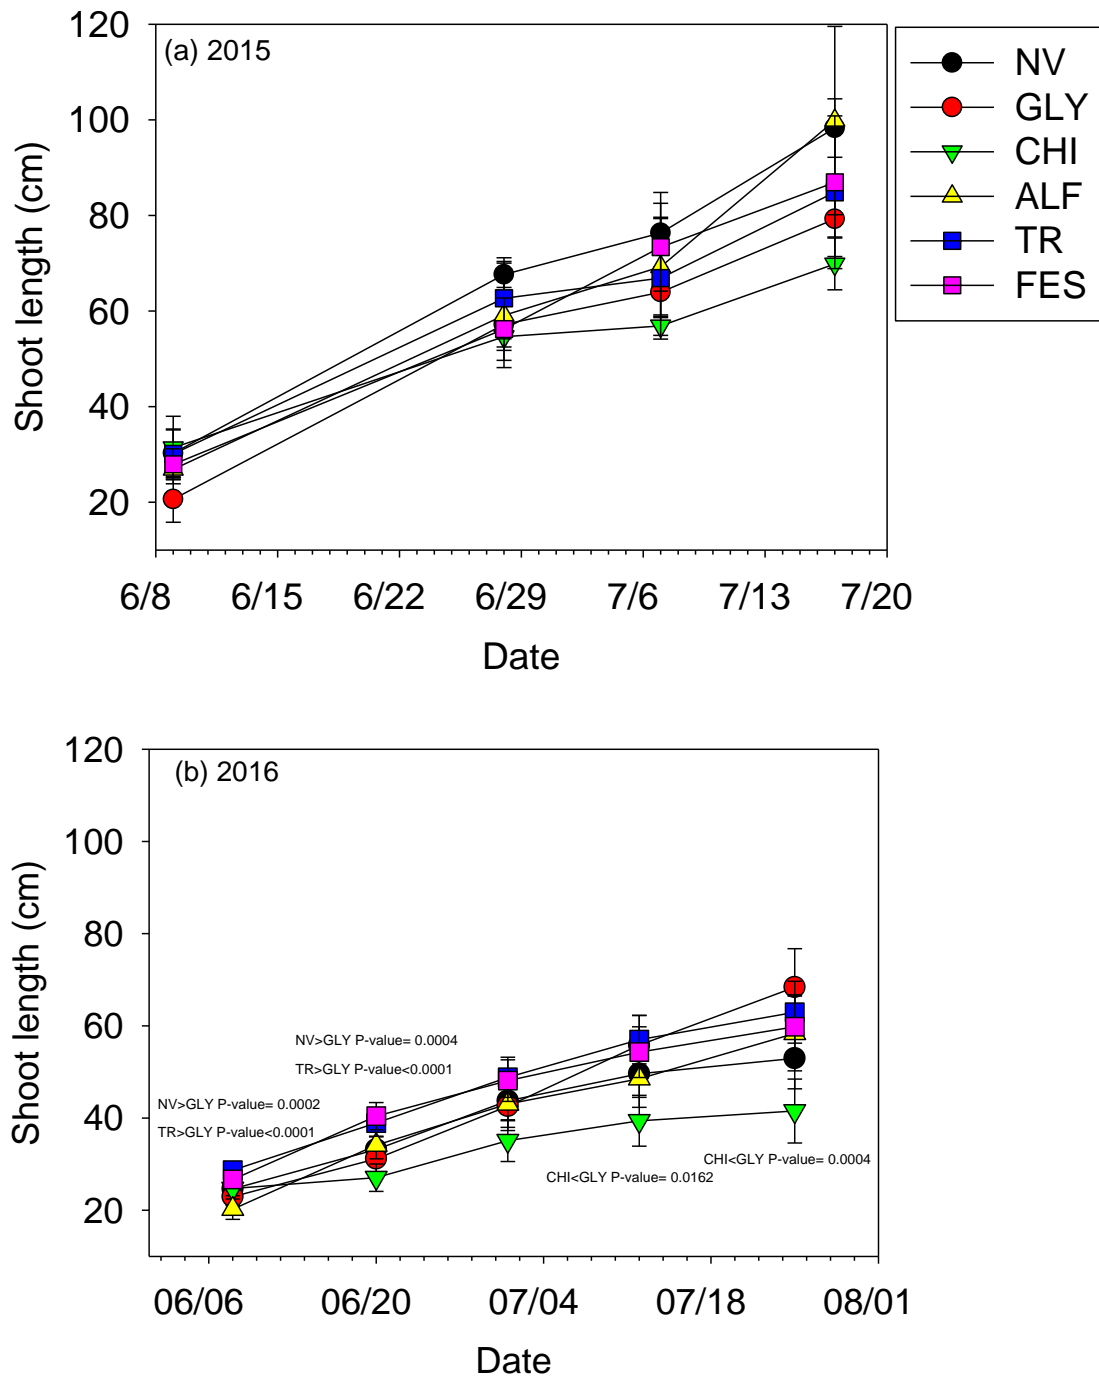 (a) 2015
120
100
80
60
40
20
Shoot length (cm)
6/8 6/15 6/22 6/29 7/6 7/13 7/20
Date
NV
GLY
CHI
ALF
TR
FES
(b) 2016
120
100
80
60
40
20
Shoot length (cm)
NV>GLY P-value= 0.0004
TR>GLY P-value<0.0001
NV>GLY P-value= 0.0002
TR>GLY P-value<0.0001
CHI<GLY P-value= 0.0004
CHI<GLY P-value= 0.0162
06/06 06/20 07/04 07/18 08/01
Date